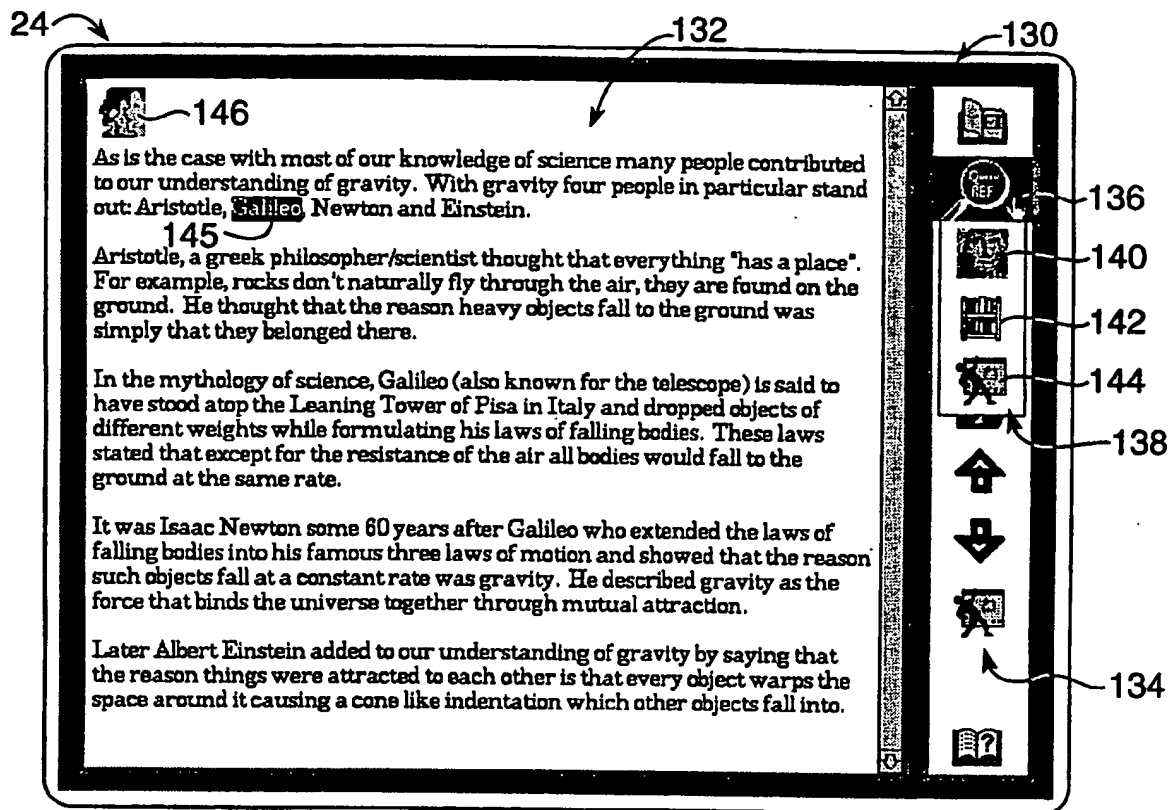 24
132
130
146
As is the case with most of our knowledge of science many people contributed
to our understanding of gravity. With gravity four people in particular stand
out: Aristotle, Galileo, Newton and Einstein.
145
Aristotle, a greek philosopher/scientist thought that everything "has a place".
For example, rocks don't naturally fly through the air, they are found on the
ground. He thought that the reason heavy objects fall to the ground was
simply that they belonged there.
In the mythology of science, Galileo (also known for the telescope) is said to
have stood atop the Leaning Tower of Pisa in Italy and dropped objects of
different weights while formulating his laws of falling bodies. These laws
stated that except for the resistance of the air all bodies would fall to the
ground at the same rate.
It was Isaac Newton some 60 years after Galileo who extended the laws of
falling bodies into his famous three laws of motion and showed that the reason
such objects fall at a constant rate was gravity. He described gravity as the
force that binds the universe together through mutual attraction.
Later Albert Einstein added to our understanding of gravity by saying that
the reason things were attracted to each other is that every object warps the
space around it causing a cone like indentation which other objects fall into.
Quick
REF
136
140
142
144
138
134
?